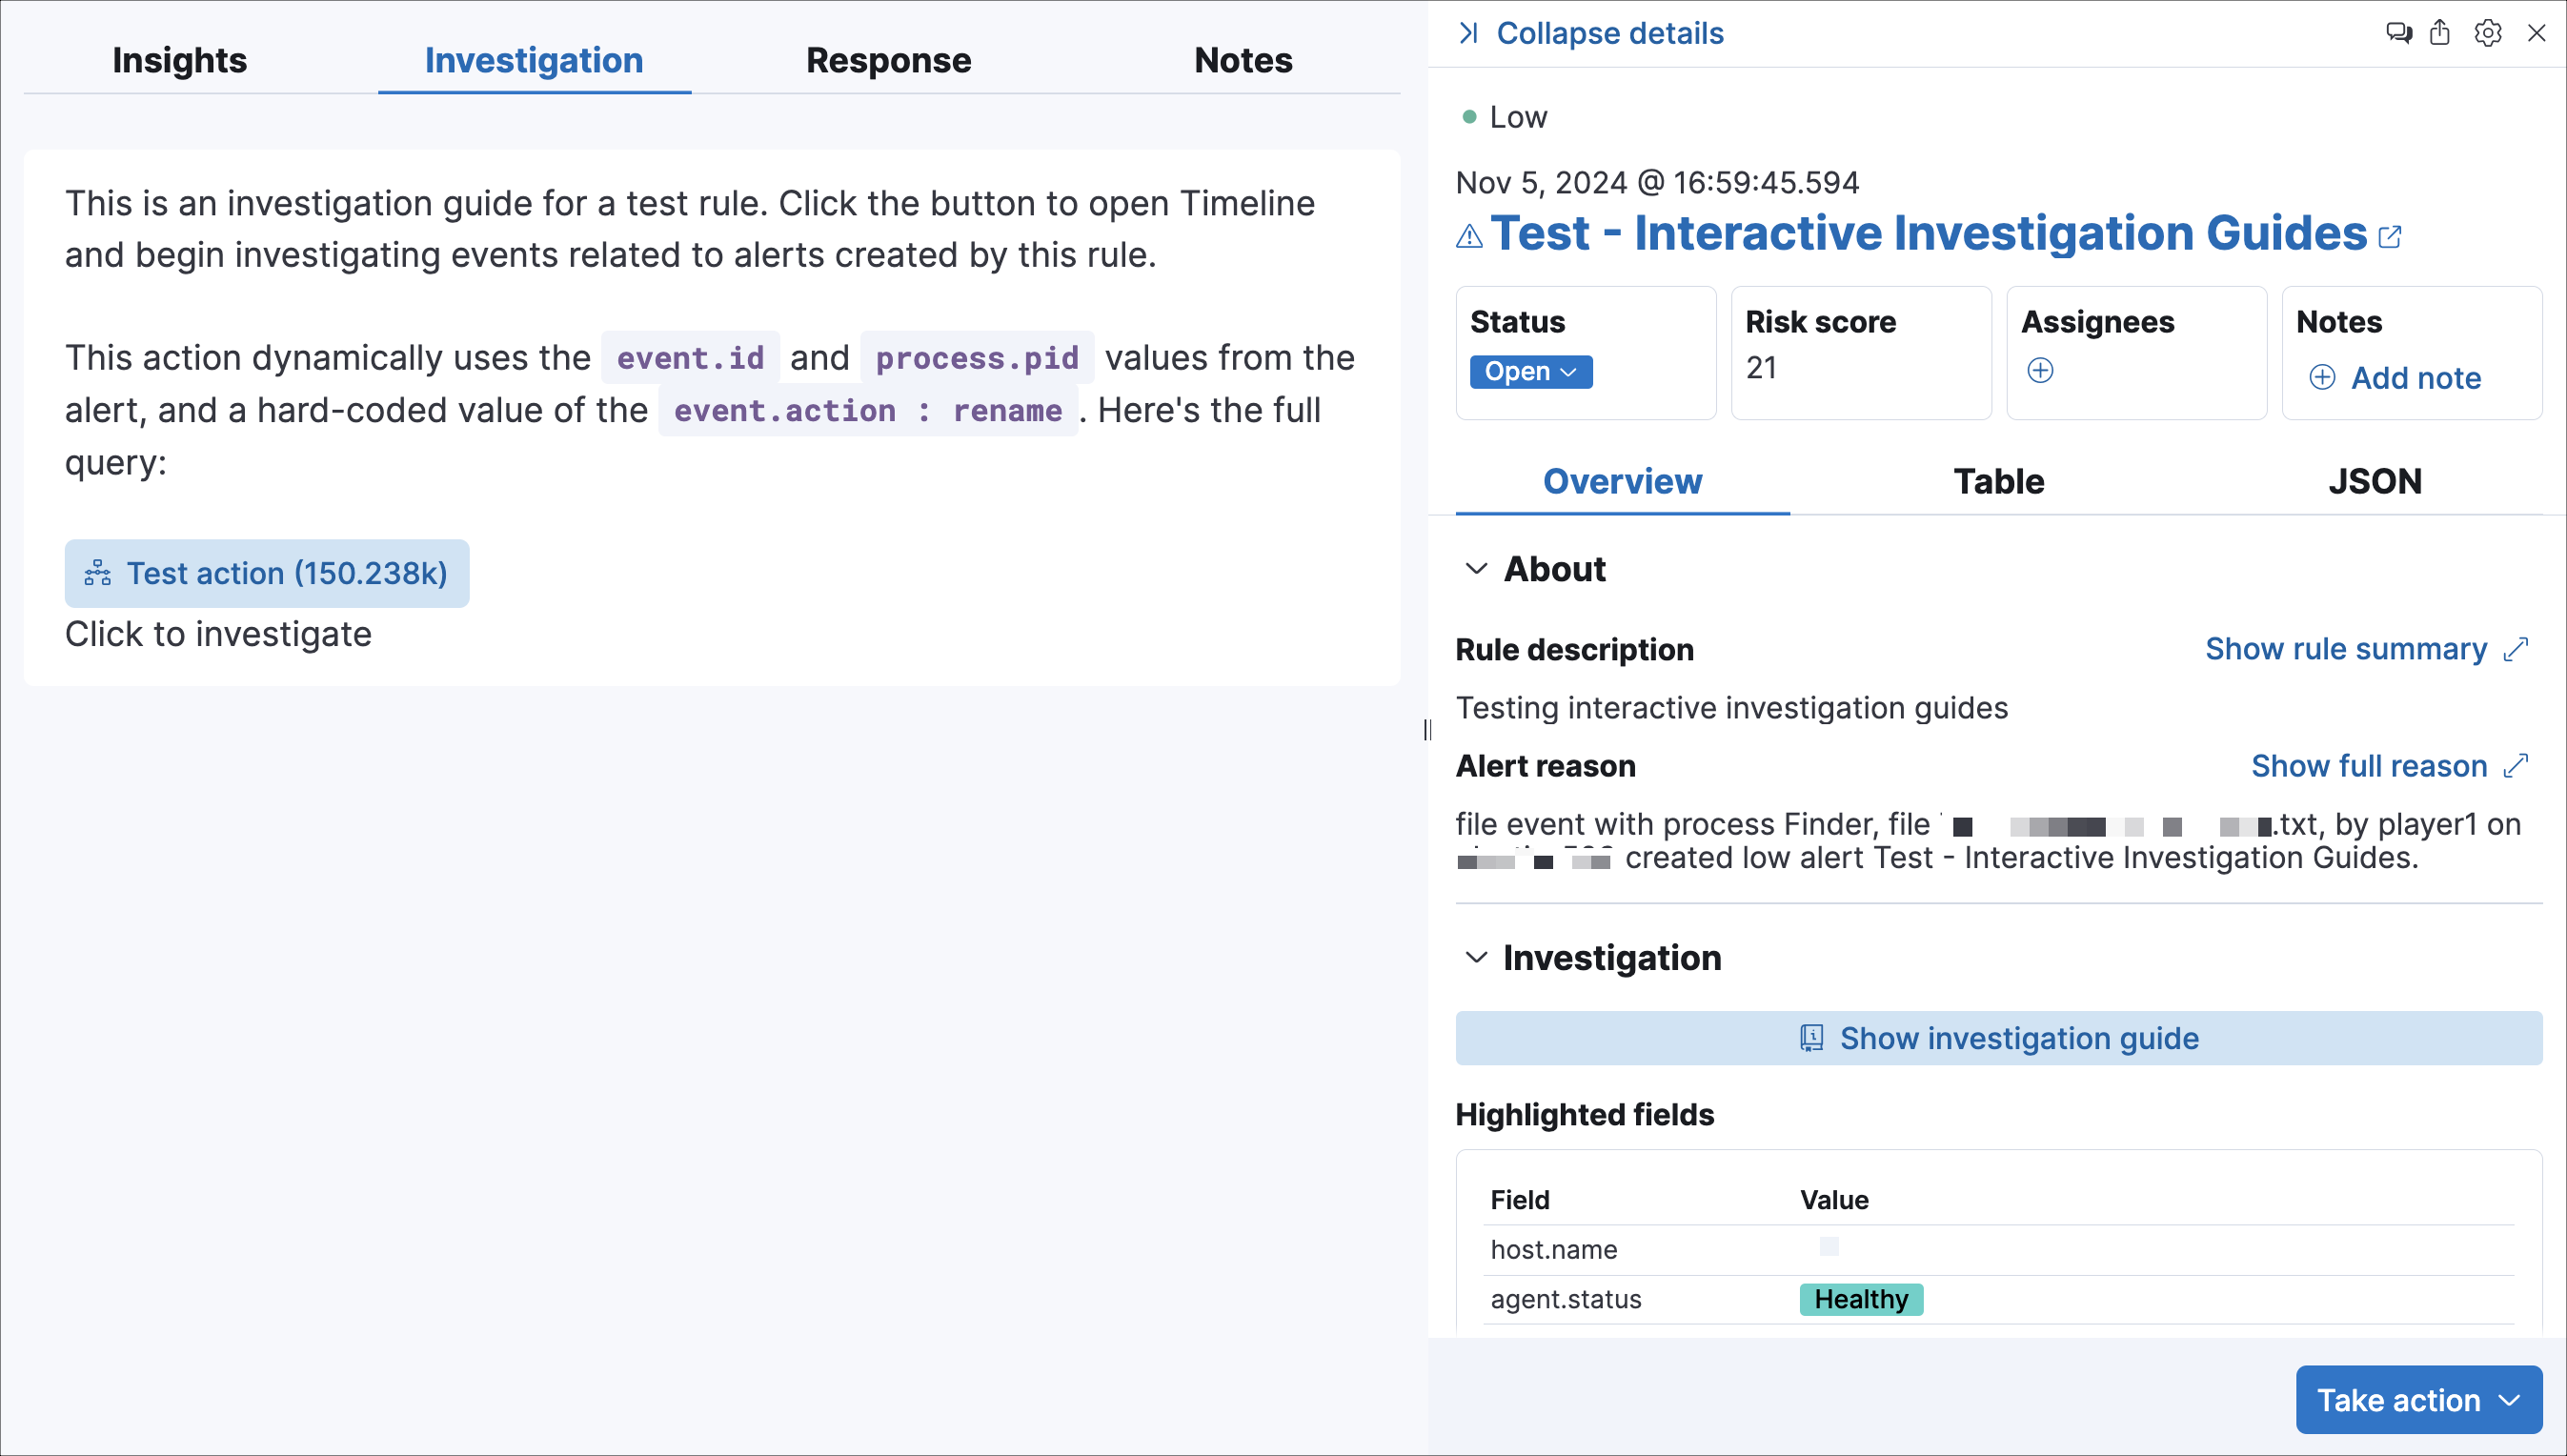 Insights Investigation Response Notes
This is an investigation guide for a test rule. Click the button to open Timeline
and begin investigating events related to alerts created by this rule.
This action dynamically uses the event.id and process.pid values from the
alert, and a hard-coded value of the event.action : rename . Here's the full
query:
Test action (150.238k)
Click to investigate
Collapse details
Low
Nov 5, 2024 @ 16:59:45.594
Test - Interactive Investigation Guides
Status Risk score Assignees Notes
Open 21 Add note
Overview Table JSON
About
Rule description Show rule summary
Testing interactive investigation guides
Alert reason Show full reason
file event with process Finder, file .txt, by player1 on
created low alert Test - Interactive Investigation Guides.
Investigation
Show investigation guide
Highlighted fields
Field Value
host.name
agent.status Healthy
Take action